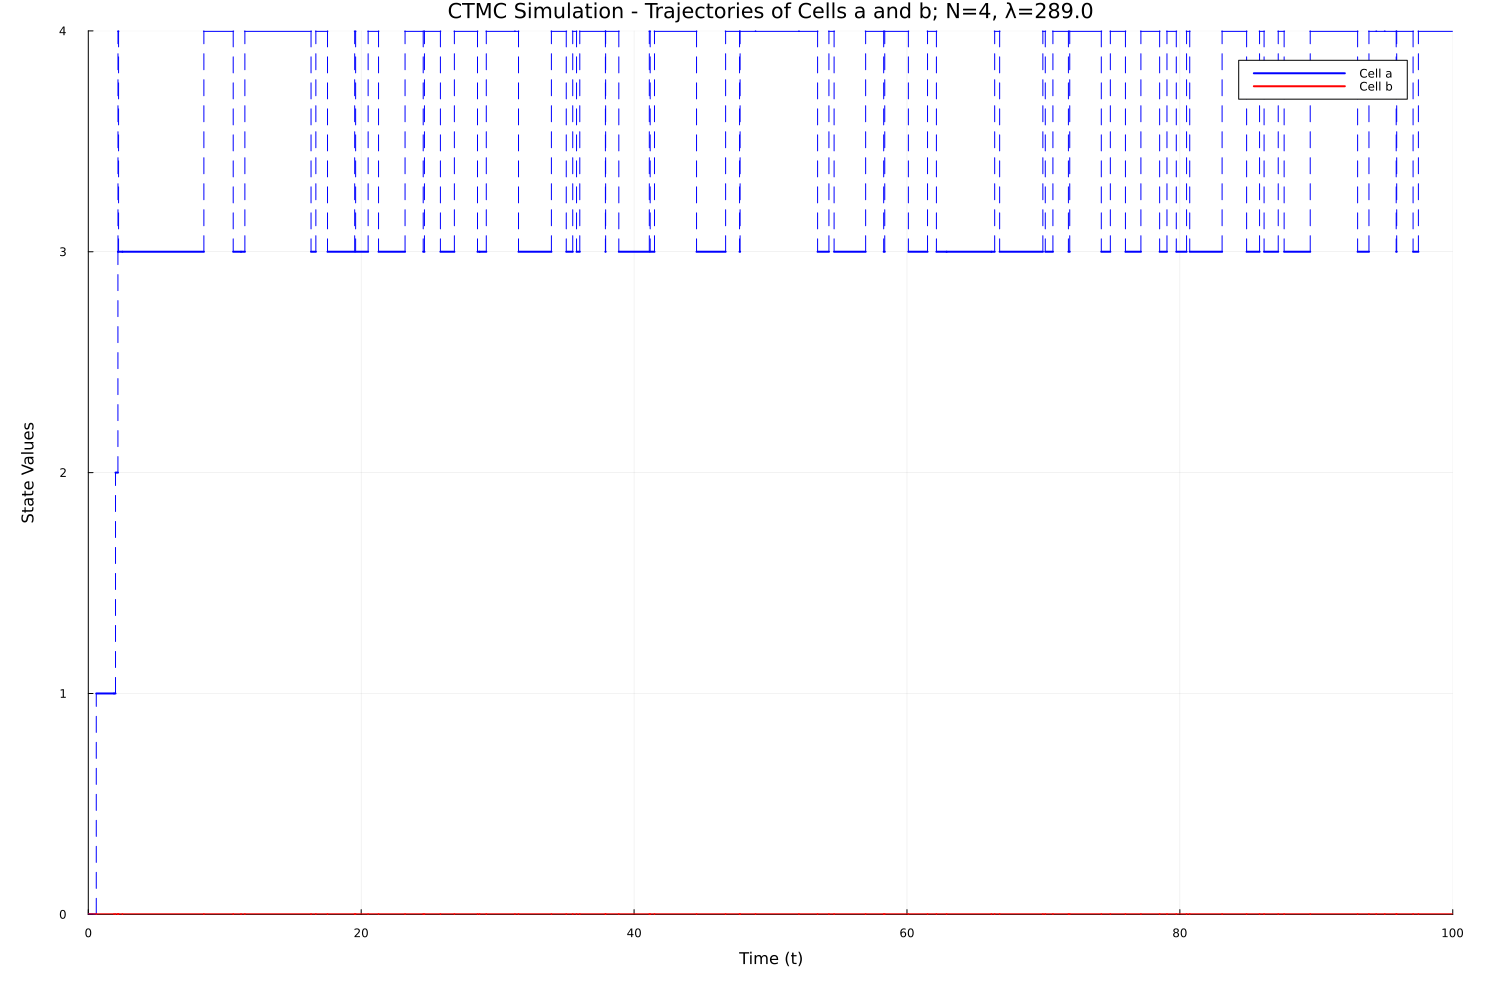 CTMC Simulation - Trajectories of Cells a and b; N=4, λ=289.0
4
Cell a
Cell b
3
State Values
2
1
0
0 20 40 60 80 100
Time (t)